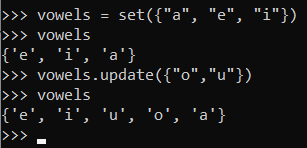 >>> vowels = set({"a", "e", "i"})
>>> vowels
{'e', 'i', 'a'}
>>> vowels.update({"o","u"})
>>> vowels
{'e', 'i', 'u', 'o', 'a'}
>>>